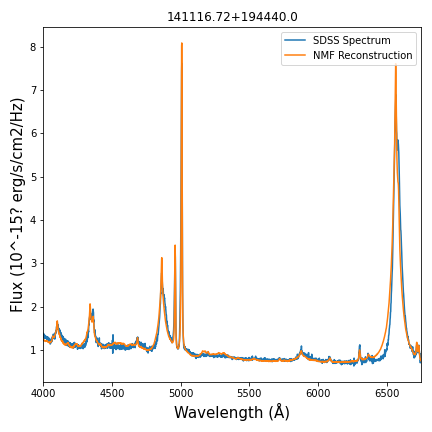 141116.72+194440.0
SDSS Spectrum
NMF Reconstruction
8
7
6
5
4
3
2
1
Flux (10^-15? erg/s/cm2/Hz)
4000 4500 5000 5500 6000 6500
Wavelength (Å)